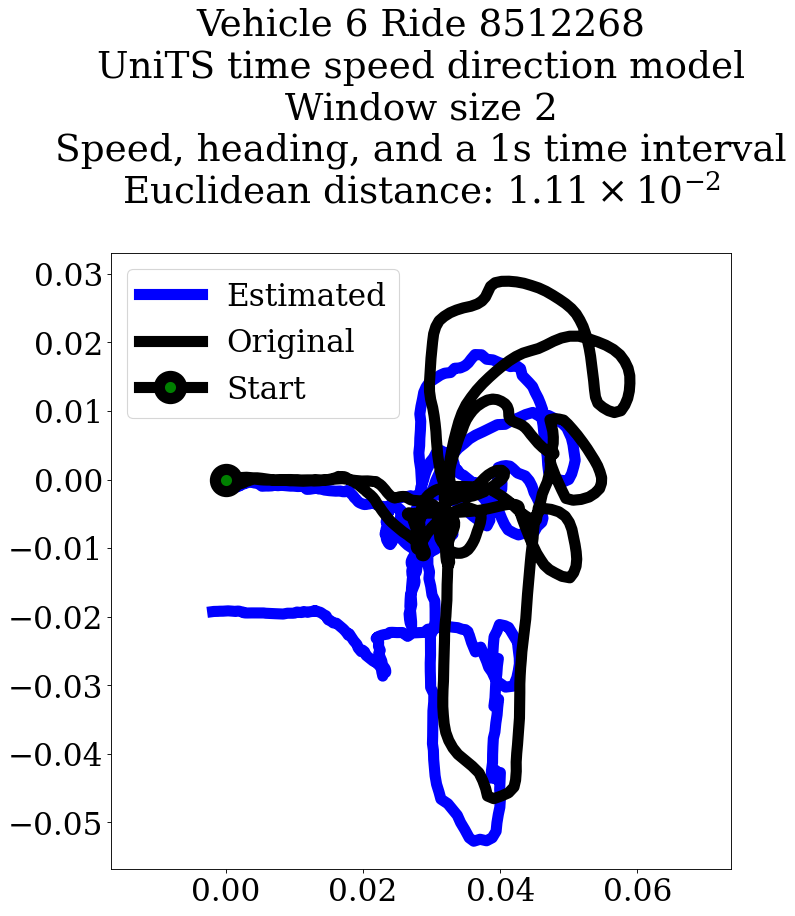 Vehicle 6 Ride 8512268
UniTS time speed direction model
Window size 2
Speed, heading, and a 1s time interval
Euclidean distance: 1.11 × 10⁻²
Estimated
Original
Start
0.03
0.02
0.01
0.00
−0.01
−0.02
−0.03
−0.04
−0.05
0.00 0.02 0.04 0.06